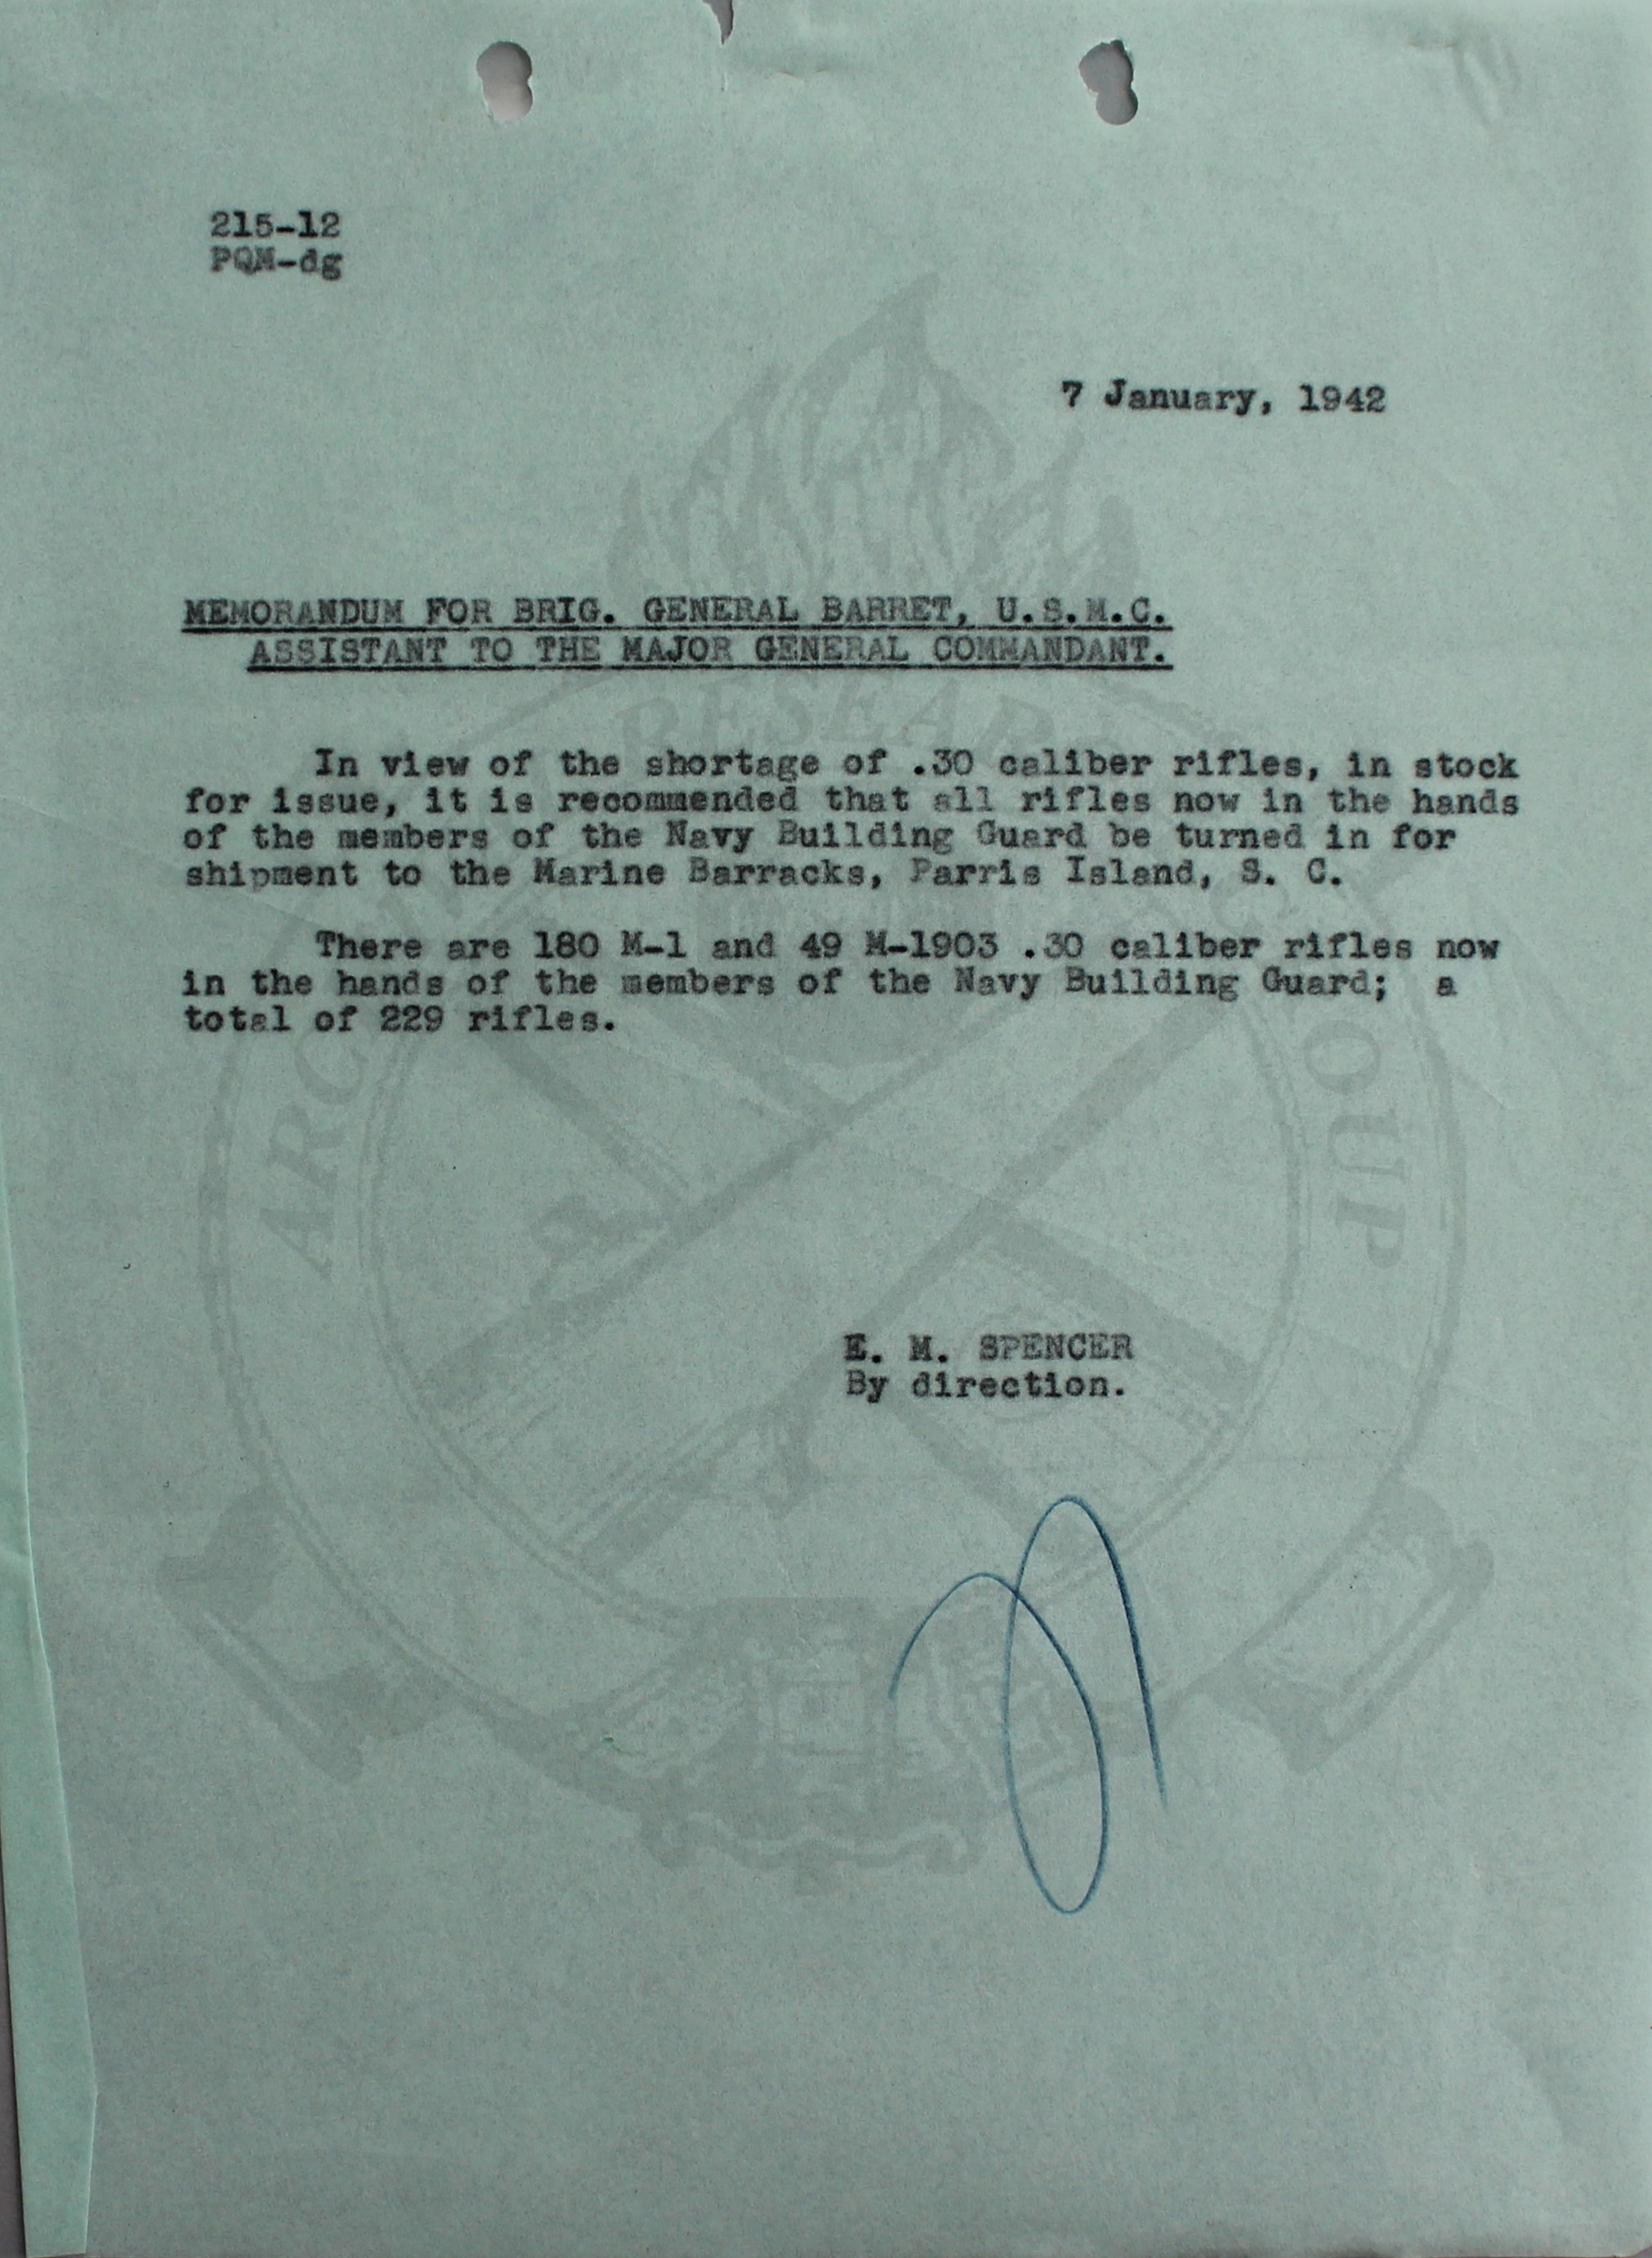 215-12
PQM-dg
7 January, 1942
MEMORANDUM FOR BRIG. GENERAL BARRET, U.S.M.C.
ASSISTANT TO THE MAJOR GENERAL COMMANDANT.
In view of the shortage of .30 caliber rifles, in stock
for issue, it is recommended that all rifles now in the hands
of the members of the Navy Building Guard be turned in for
shipment to the Marine Barracks, Parris Island, S. C.
There are 180 M-1 and 49 M-1903 .30 caliber rifles now
in the hands of the members of the Navy Building Guard; a
total of 229 rifles.
E. M. SPENCER
By direction.